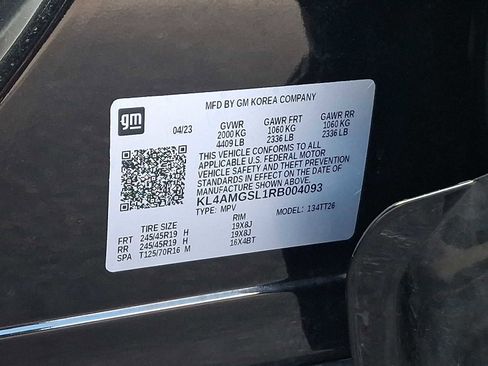 MFD BY GM KOREA COMPANY
gm
04/23 GVWR GAWR FRT GAWR RR
2000 KG 1060 KG 1060 KG
4409 LB 2336 LB 2336 LB
THIS VEHICLE CONFORMS TO ALL
APPLICABLE U.S. FEDERAL MOTOR
VEHICLE SAFETY, BUMPER, AND THEFT
PREVENTION STANDARDS IN
EFFECT ON THE DATE OF
MANUFACTURE SHOWN ABOVE.
KL4AMGSL1RB004093
TYPE: MPV MODEL: 134TT26
TIRE SIZE RIM
FRT 245/45R19 H 19X8J
RR 245/45R19 H 19X8J
SPA T125/70R16 M 16X4BT